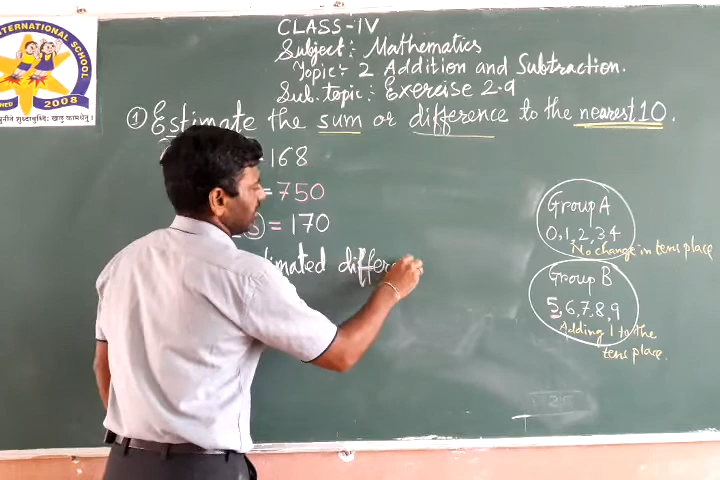 INTERNATIONAL SCHOOL
2008
CLASS-IV
Subject:- Mathematics
Topic:- 2 Addition and Subtraction.
Sub. topic:- Exercise 2.9
① Estimate the sum or difference to the nearest 10.
168
= 750
= 170
Group A
0,1,2,3,4
No change in tens place
Group B
5,6,7,8,9
Adding 1 to the
tens place.